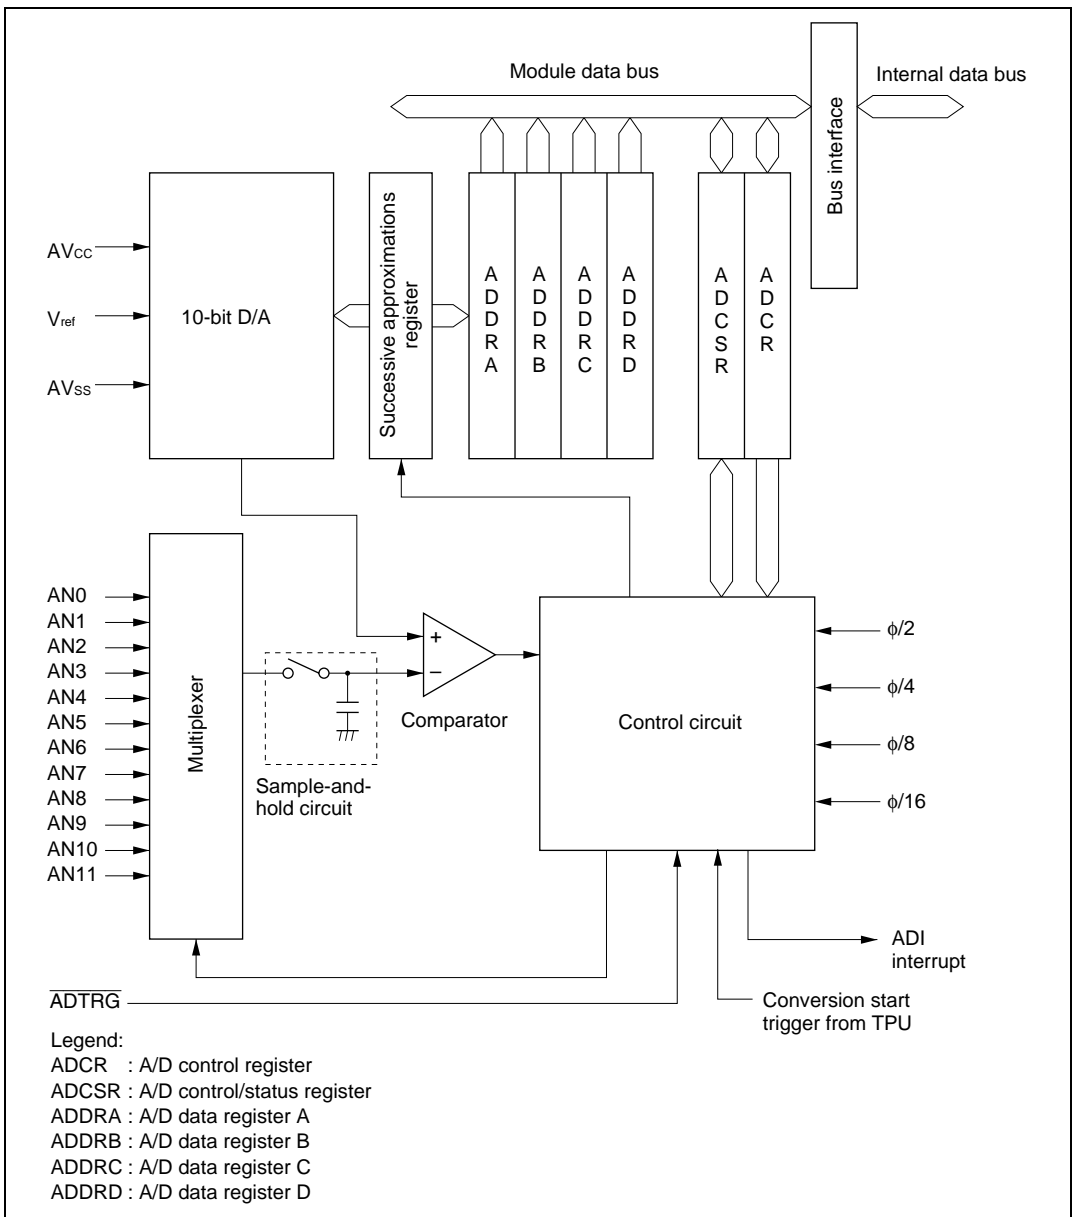 Module data bus
Internal data bus
Bus interface
AVCC
Vref
AVSS
10-bit D/A
Successive approximations
register
ADDRA
ADDRB
ADDRC
ADDRD
ADCSR
ADCR
AN0
AN1
AN2
AN3
AN4
AN5
AN6
AN7
AN8
AN9
AN10
AN11
Multiplexer
+
−
Comparator
Sample-and-
hold circuit
Control circuit
ϕ/2
ϕ/4
ϕ/8
ϕ/16
ADI
interrupt
ADTRG
Conversion start
trigger from TPU
Legend:
ADCR : A/D control register
ADCSR : A/D control/status register
ADDRA : A/D data register A
ADDRB : A/D data register B
ADDRC : A/D data register C
ADDRD : A/D data register D